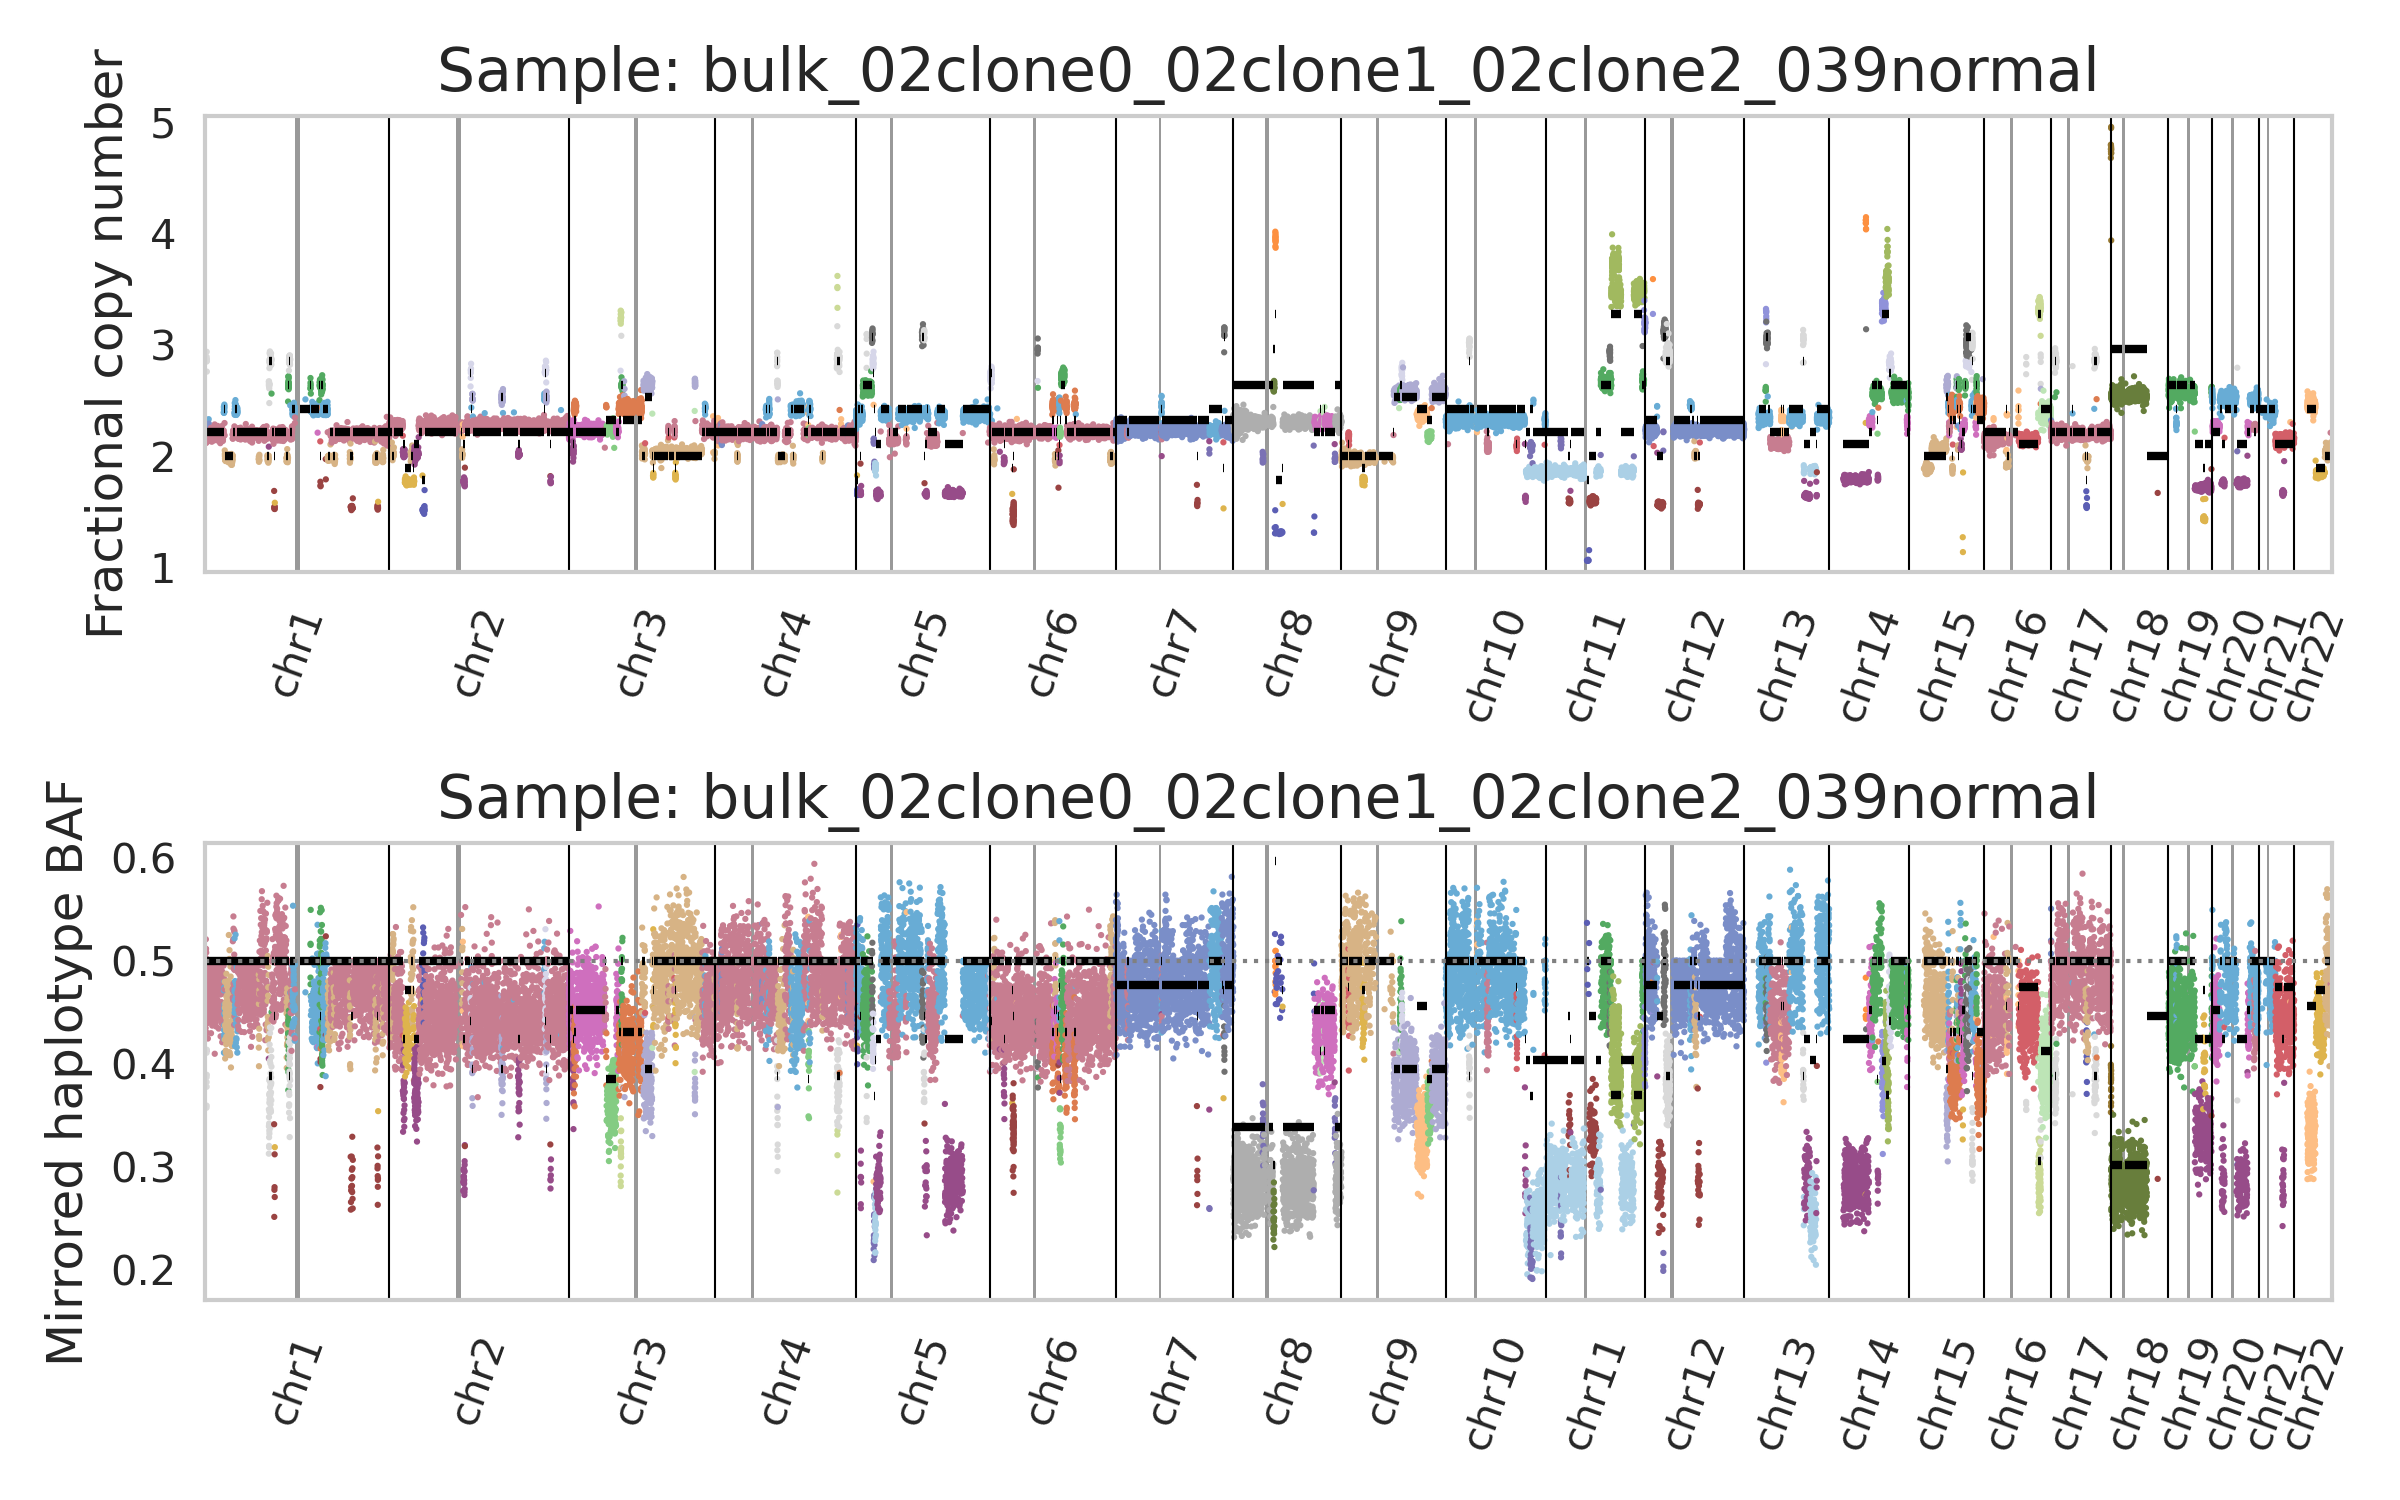 Sample: bulk_02clone0_02clone1_02clone2_039normal
Fractional copy number
5
4
3
2
1
chr1
chr2
chr3
chr4
chr5
chr6
chr7
chr8
chr9
chr10
chr11
chr12
chr13
chr14
chr15
chr16
chr17
chr18
chr19
chr20
chr21
chr22
Sample: bulk_02clone0_02clone1_02clone2_039normal
Mirrored haplotype BAF
0.6
0.5
0.4
0.3
0.2
chr1
chr2
chr3
chr4
chr5
chr6
chr7
chr8
chr9
chr10
chr11
chr12
chr13
chr14
chr15
chr16
chr17
chr18
chr19
chr20
chr21
chr22